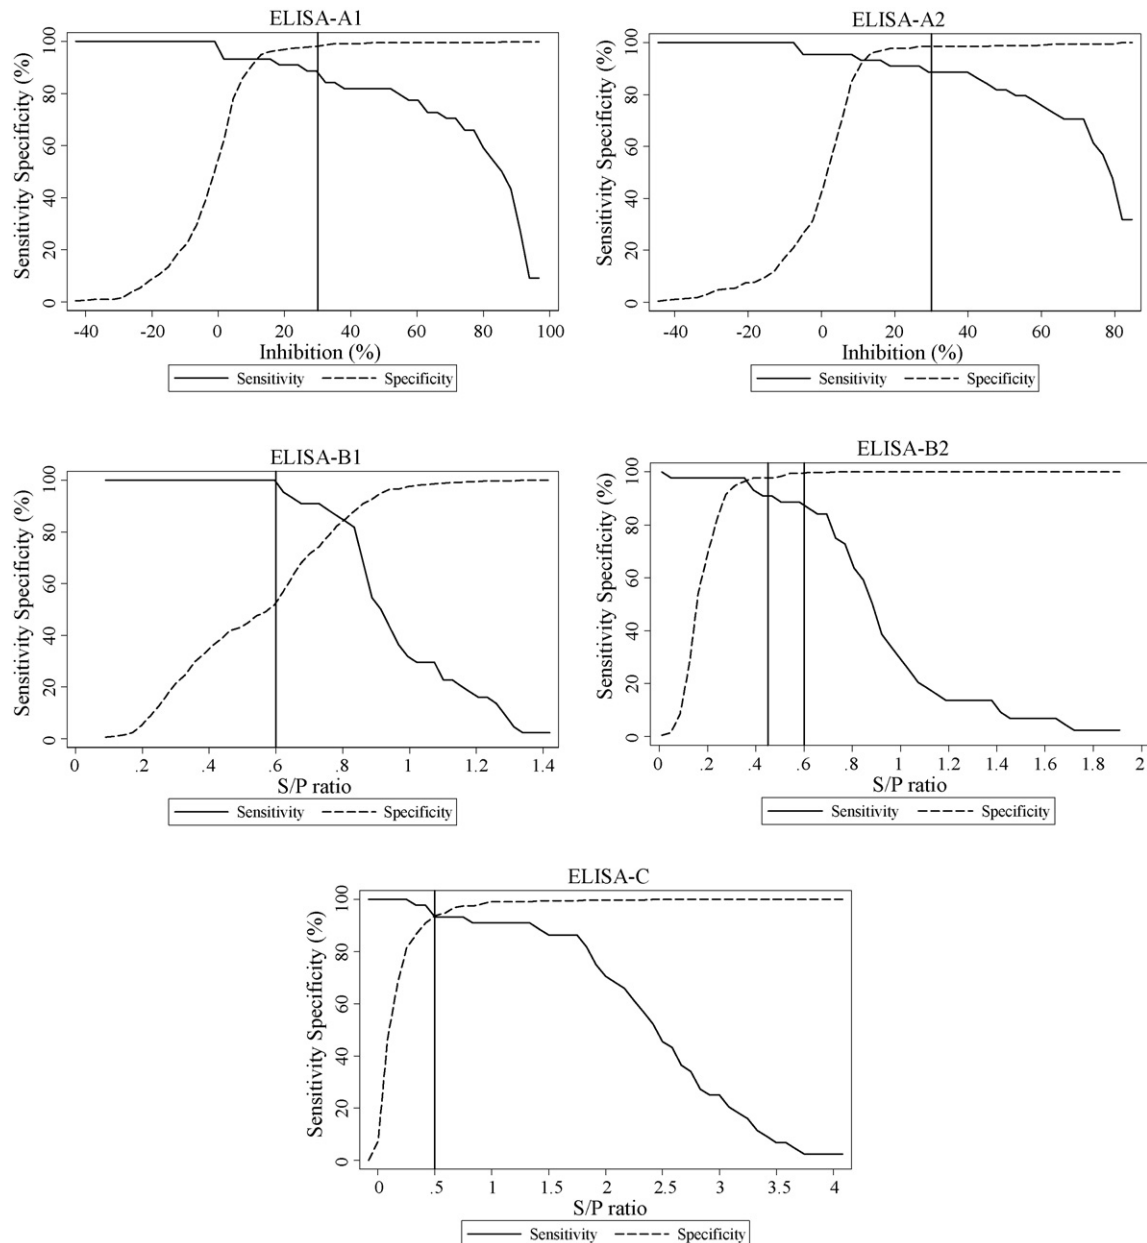 ELISA-A1
Sensitivity Specificity (%)
0 20 40 60 80 100
-40 -20 0 20 40 60 80 100
Inhibition (%)
Sensitivity Specificity
ELISA-A2
Sensitivity Specificity (%)
0 20 40 60 80 100
-40 -20 0 20 40 60 80
Inhibition (%)
Sensitivity Specificity
ELISA-B1
Sensitivity Specificity (%)
0 20 40 60 80 100
0 .2 .4 .6 .8 1 1.2 1.4
S/P ratio
Sensitivity Specificity
ELISA-B2
Sensitivity Specificity (%)
0 20 40 60 80 100
0 .2 .4 .6 .8 1 1.2 1.4 1.6 1.8 2
S/P ratio
Sensitivity Specificity
ELISA-C
Sensitivity Specificity (%)
0 20 40 60 80 100
0 .5 1 1.5 2 2.5 3 3.5 4
S/P ratio
Sensitivity Specificity